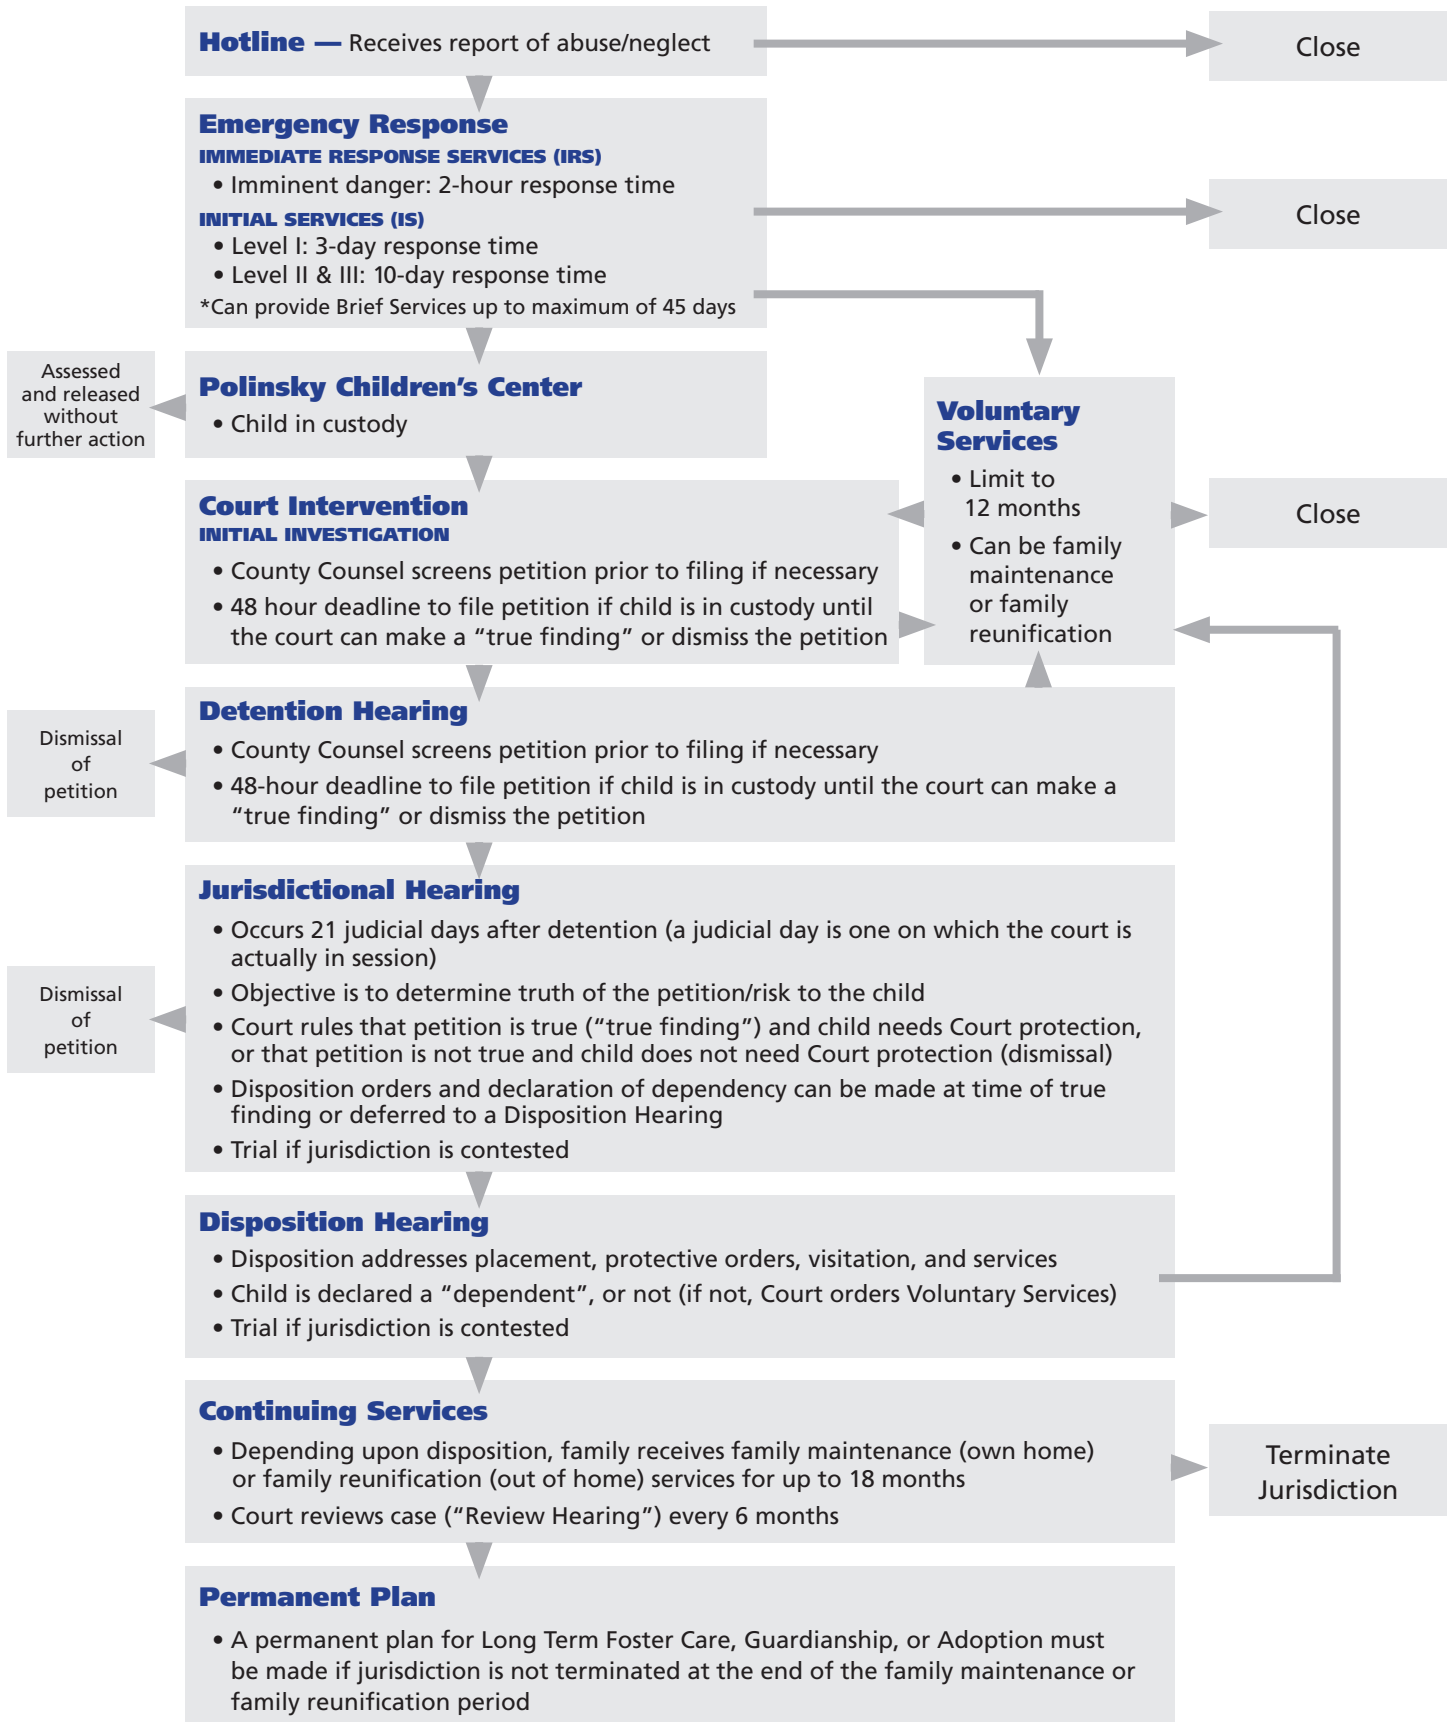 Hotline — Receives report of abuse/neglect
Close
Emergency Response
IMMEDIATE RESPONSE SERVICES (IRS)
• Imminent danger: 2-hour response time
INITIAL SERVICES (IS)
• Level I: 3-day response time
• Level II & III: 10-day response time
*Can provide Brief Services up to maximum of 45 days
Close
Assessed
and released
without
further action
Polinsky Children’s Center
• Child in custody
Voluntary
Services
• Limit to
12 months
• Can be family
maintenance
or family
reunification
Close
Court Intervention
INITIAL INVESTIGATION
• County Counsel screens petition prior to filing if necessary
• 48 hour deadline to file petition if child is in custody until
the court can make a “true finding” or dismiss the petition
Dismissal
of
petition
Detention Hearing
• County Counsel screens petition prior to filing if necessary
• 48-hour deadline to file petition if child is in custody until the court can make a
“true finding” or dismiss the petition
Dismissal
of
petition
Jurisdictional Hearing
• Occurs 21 judicial days after detention (a judicial day is one on which the court is
actually in session)
• Objective is to determine truth of the petition/risk to the child
• Court rules that petition is true (“true finding”) and child needs Court protection,
or that petition is not true and child does not need Court protection (dismissal)
• Disposition orders and declaration of dependency can be made at time of true
finding or deferred to a Disposition Hearing
• Trial if jurisdiction is contested
Disposition Hearing
• Disposition addresses placement, protective orders, visitation, and services
• Child is declared a “dependent”, or not (if not, Court orders Voluntary Services)
• Trial if jurisdiction is contested
Continuing Services
• Depending upon disposition, family receives family maintenance (own home)
or family reunification (out of home) services for up to 18 months
• Court reviews case (“Review Hearing”) every 6 months
Terminate
Jurisdiction
Permanent Plan
• A permanent plan for Long Term Foster Care, Guardianship, or Adoption must
be made if jurisdiction is not terminated at the end of the family maintenance or
family reunification period